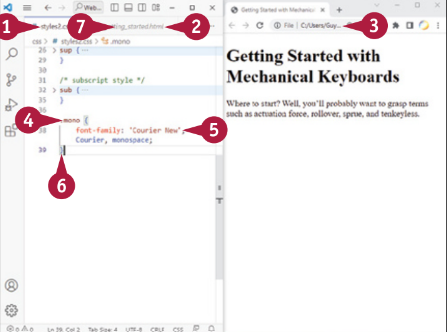 1
7
2
3
4
5
6
Web...
styles2.css
getting_started.html
css > # styles2.css > .mono
26 > sup { ...
31 }
/* subscript style */
32 > sub { ...
35 }
.mono {
38 font-family: 'Courier New',
Courier, monospace;
39 }
Ln 39, Col 2 Tab Size: 4 UTF-8 CRLF CSS
Getting Started with Mechanical
File C:/Users/Guy...
Getting Started with
Mechanical Keyboards
Where to start? Well, you'll probably want to grasp terms
such as actuation force, rollover, sprue, and tenkeyless.